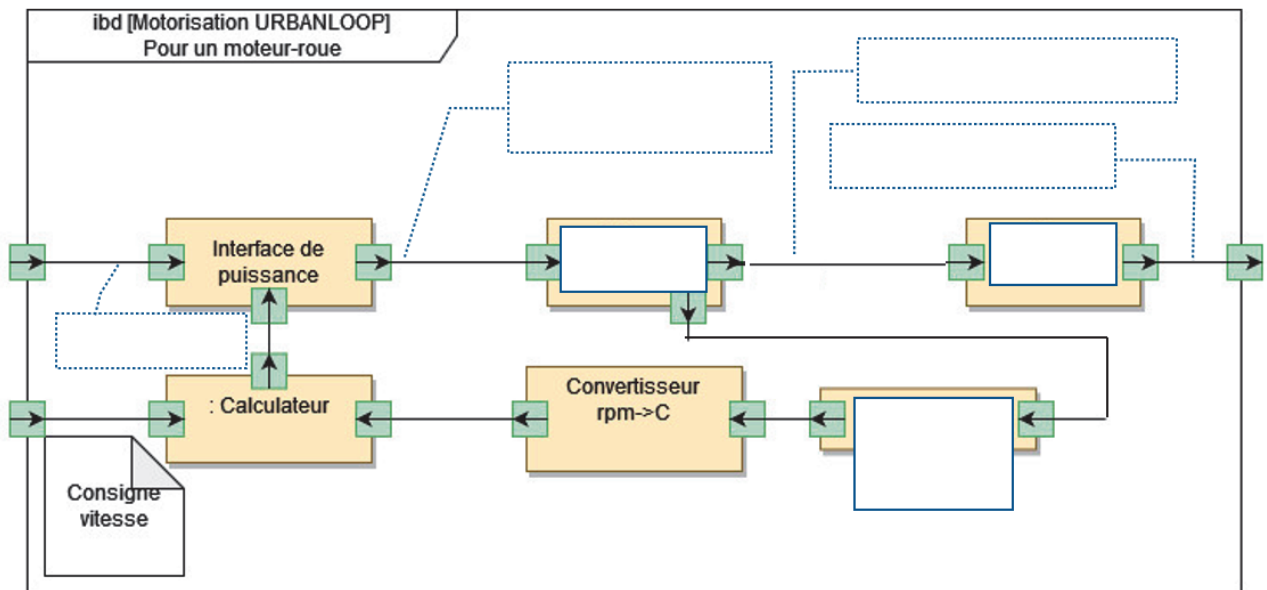 ibd [Motorisation URBANLOOP]
Pour un moteur-roue
Interface de
puissance
: Calculateur
Convertisseur
rpm->C
Consigne
vitesse